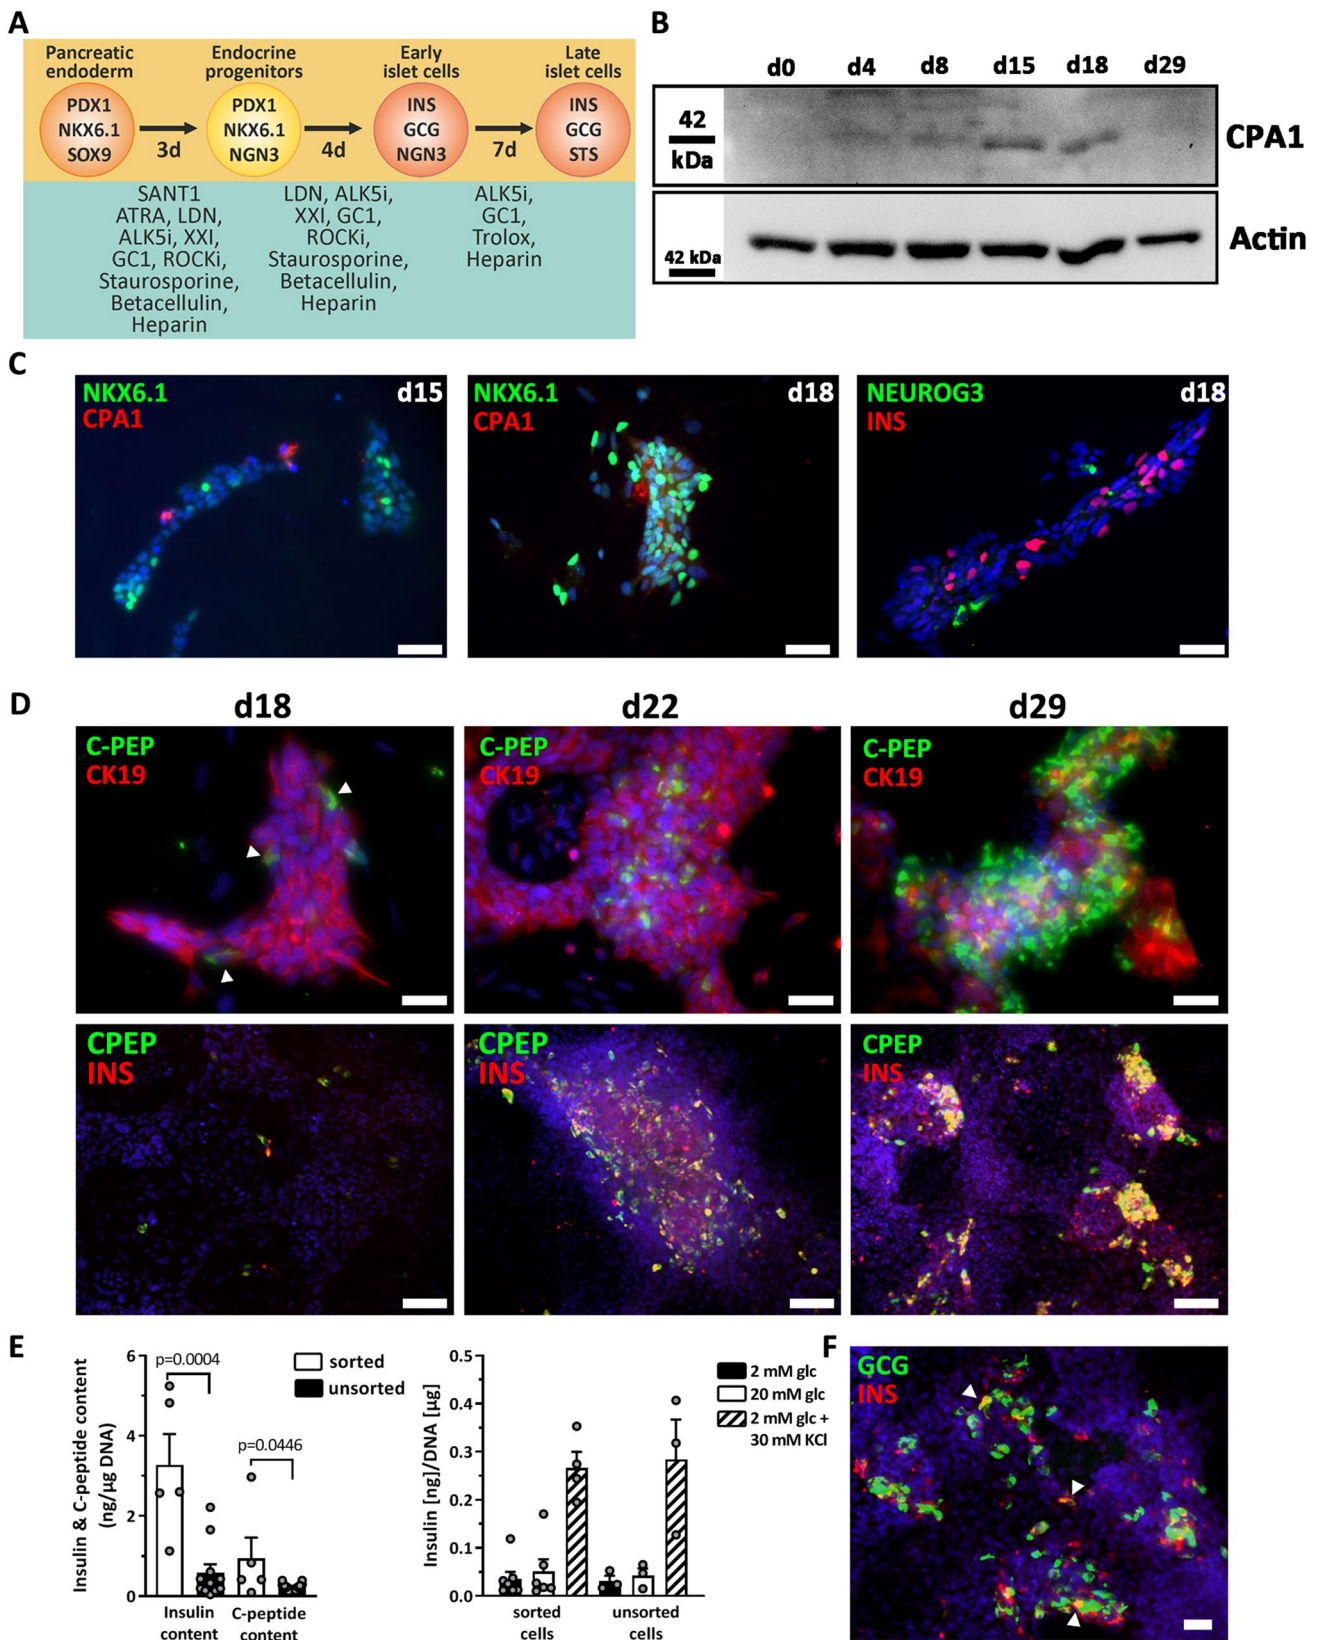 A
Pancreatic
endoderm
Endocrine
progenitors
Early
islet cells
Late
islet cells
PDX1
NKX6.1
SOX9
3d
PDX1
NKX6.1
NGN3
4d
INS
GCG
NGN3
7d
INS
GCG
STS
SANT1
ATRA, LDN,
ALK5i, XXI,
GC1, ROCKi,
Staurosporine,
Betacellulin,
Heparin
LDN, ALK5i,
XXI, GC1,
ROCKi,
Staurosporine,
Betacellulin,
Heparin
ALK5i,
GC1,
Trolox,
Heparin
B
d0 d4 d8 d15 d18 d29
42
kDa
CPA1
42 kDa
Actin
C
NKX6.1
CPA1
d15
NKX6.1
CPA1
d18
NEUROG3
INS
d18
D
d18 d22 d29
C-PEP
CK19
C-PEP
CK19
C-PEP
CK19
CPEP
INS
CPEP
INS
CPEP
INS
E
Insulin & C-peptide content
(ng/µg DNA)
6
4
2
0
p=0.0004
p=0.0446
sorted
unsorted
Insulin
content
C-peptide
content
Insulin [ng]/DNA [µg]
0.5
0.4
0.3
0.2
0.1
0.0
2 mM glc
20 mM glc
2 mM glc +
30 mM KCl
sorted
cells
unsorted
cells
F
GCG
INS